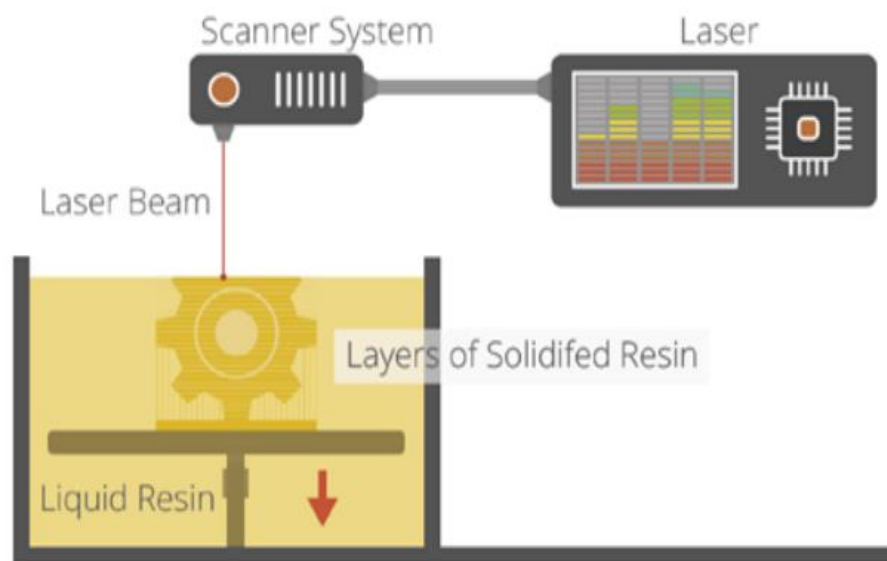 Scanner System
Laser
Laser Beam
Layers of Solidifed Resin
Liquid Resin